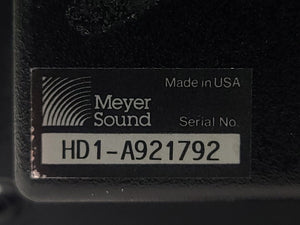 Made in USA
Meyer
Sound
Serial No.
HD1-A921792